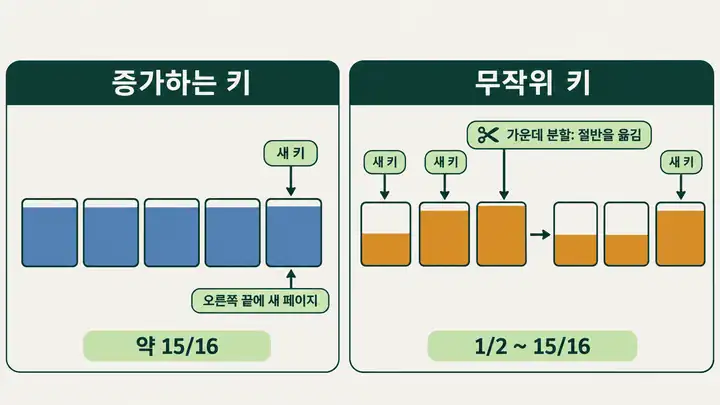 증가하는 키
새 키
오른쪽 끝에 새 페이지
약 15/16
무작위 키
가운데 분할: 절반을 옮김
새 키
새 키
새 키
1/2 ~ 15/16